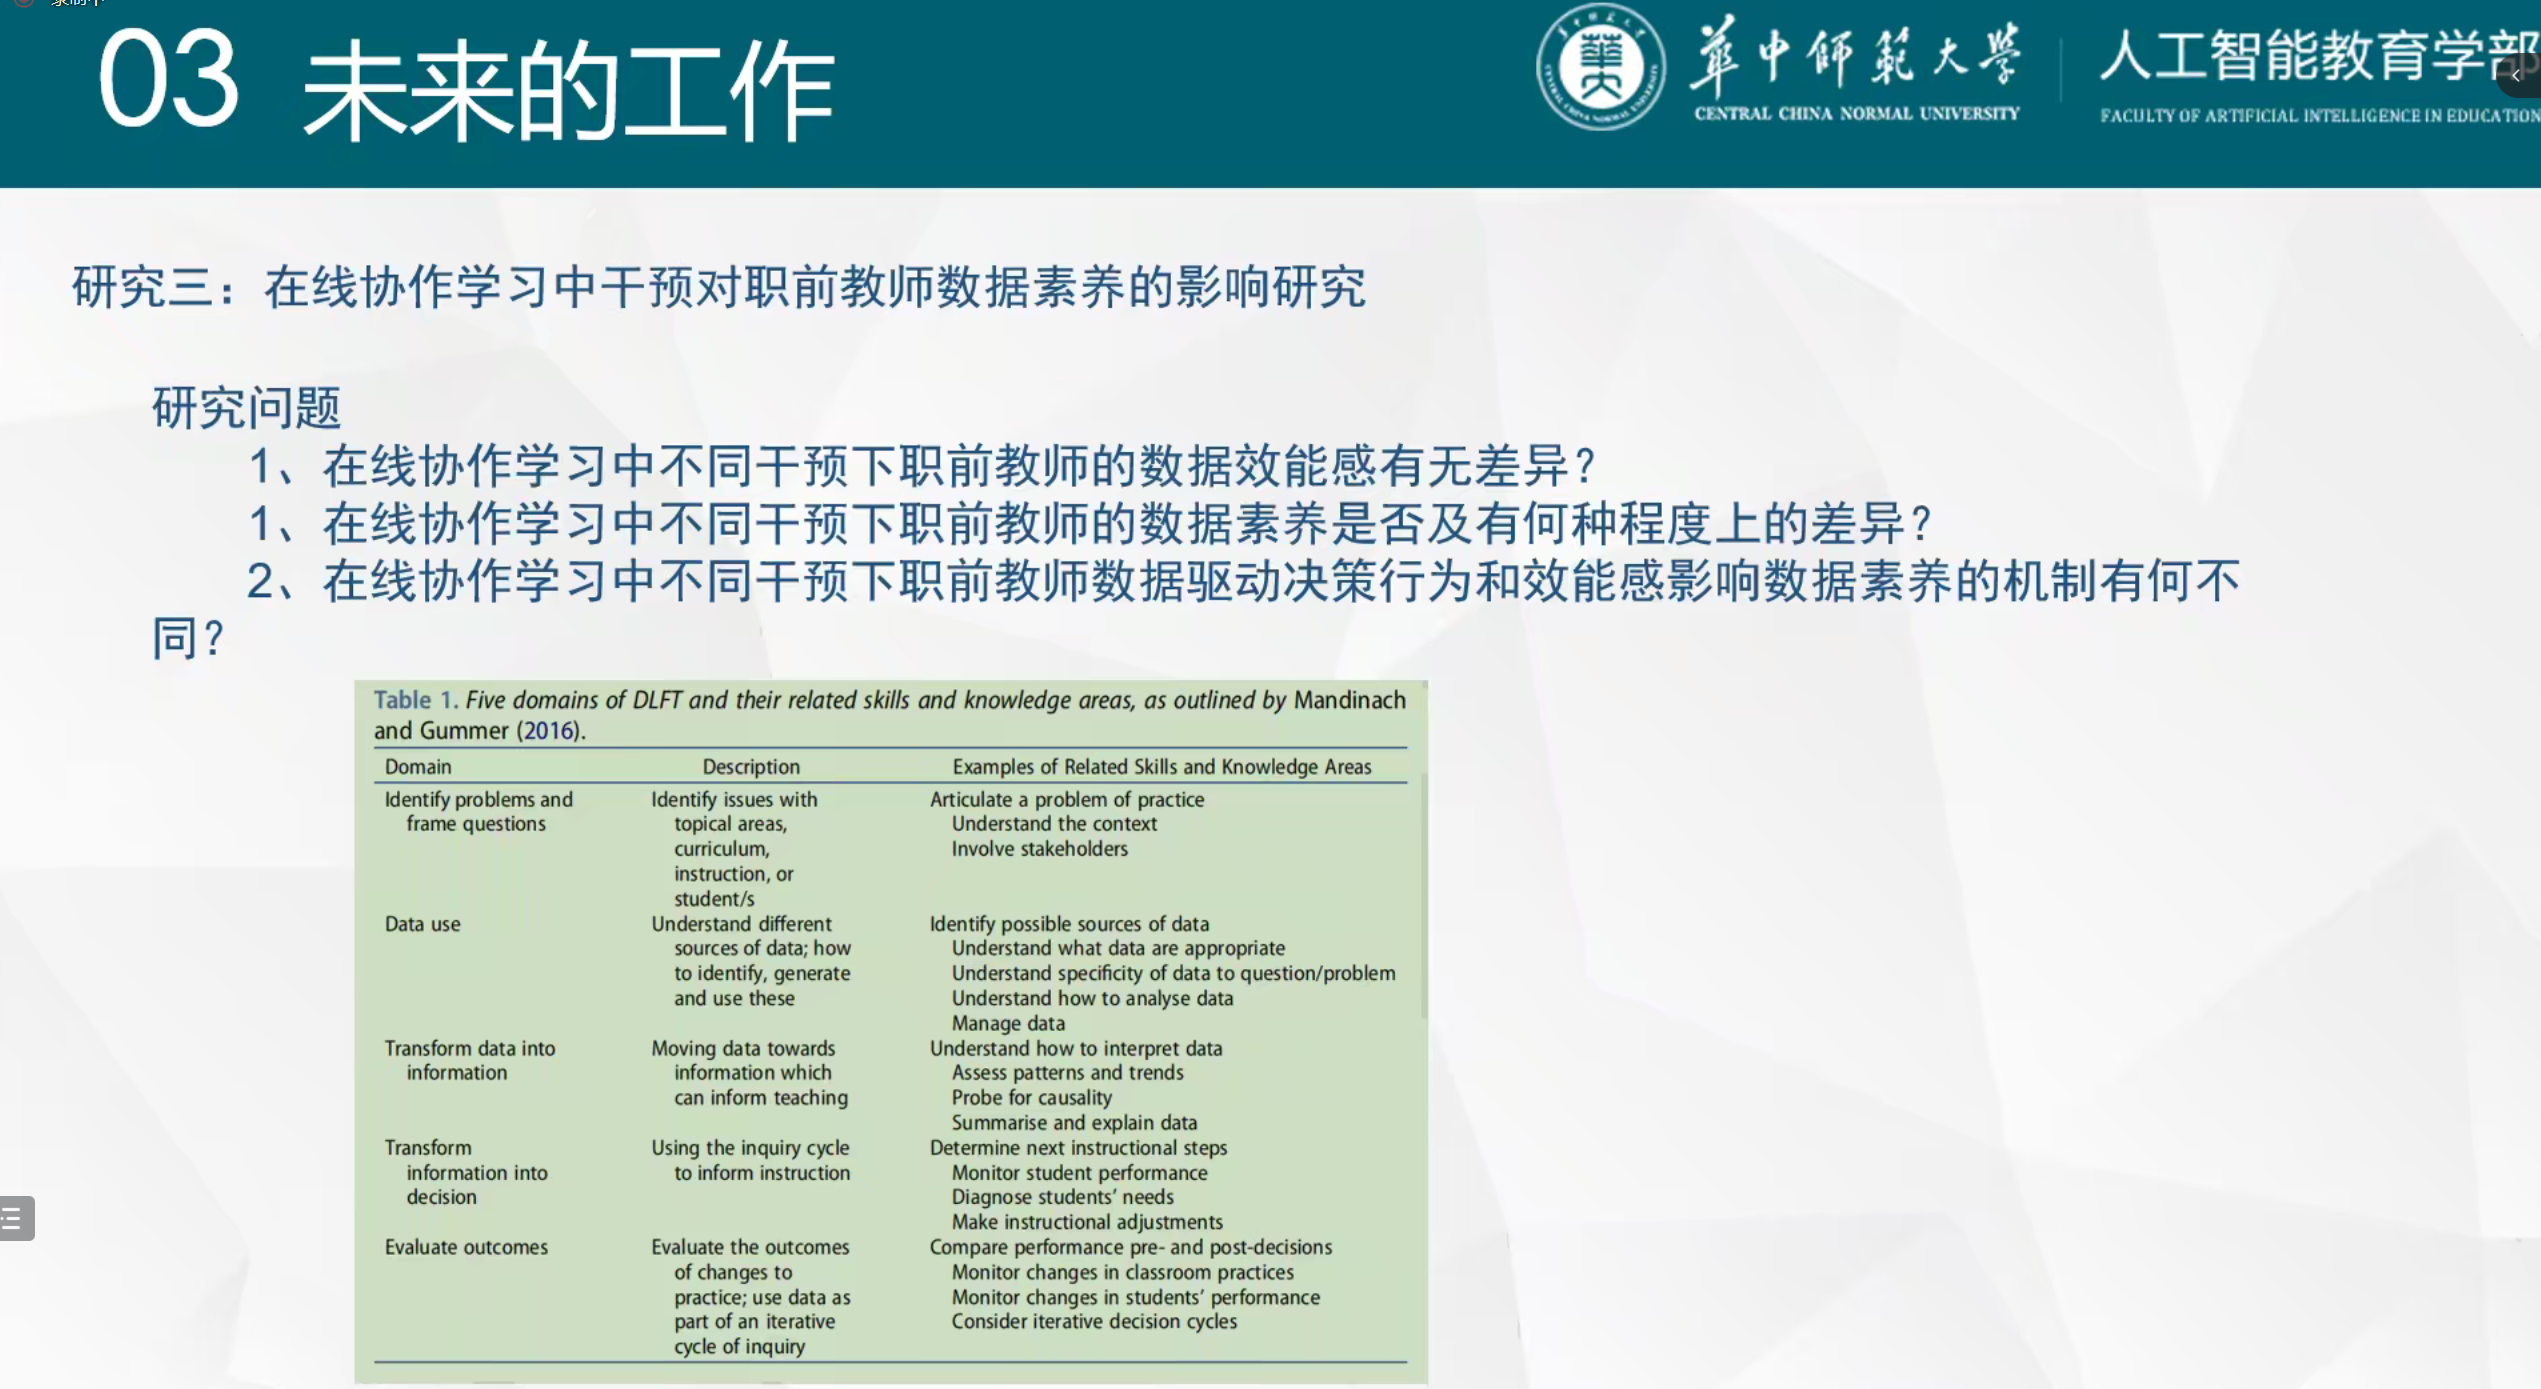 03 未来的工作
華中師範大學
CENTRAL CHINA NORMAL UNIVERSITY
人工智能教育学部
FACULTY OF ARTIFICIAL INTELLIGENCE IN EDUCATION
研究三：在线协作学习中干预对职前教师数据素养的影响研究
研究问题
1、在线协作学习中不同干预下职前教师的数据效能感有无差异？
1、在线协作学习中不同干预下职前教师的数据素养是否及有何种程度上的差异？
2、在线协作学习中不同干预下职前教师数据驱动决策行为和效能感影响数据素养的机制有何不
同？
Table 1. Five domains of DLFT and their related skills and knowledge areas, as outlined by Mandinach
and Gummer (2016).
Domain Description Examples of Related Skills and Knowledge Areas
Identify problems and Identify issues with Articulate a problem of practice
frame questions topical areas, Understand the context
curriculum, Involve stakeholders
instruction, or
student/s
Data use Understand different Identify possible sources of data
sources of data; how Understand what data are appropriate
to identify, generate Understand specificity of data to question/problem
and use these Understand how to analyse data
Manage data
Transform data into Moving data towards Understand how to interpret data
information information which Assess patterns and trends
can inform teaching Probe for causality
Summarise and explain data
Transform Using the inquiry cycle Determine next instructional steps
information into to inform instruction Monitor student performance
decision Diagnose students' needs
Make instructional adjustments
Evaluate outcomes Evaluate the outcomes Compare performance pre- and post-decisions
of changes to Monitor changes in classroom practices
practice; use data as Monitor changes in students' performance
part of an iterative Consider iterative decision cycles
cycle of inquiry